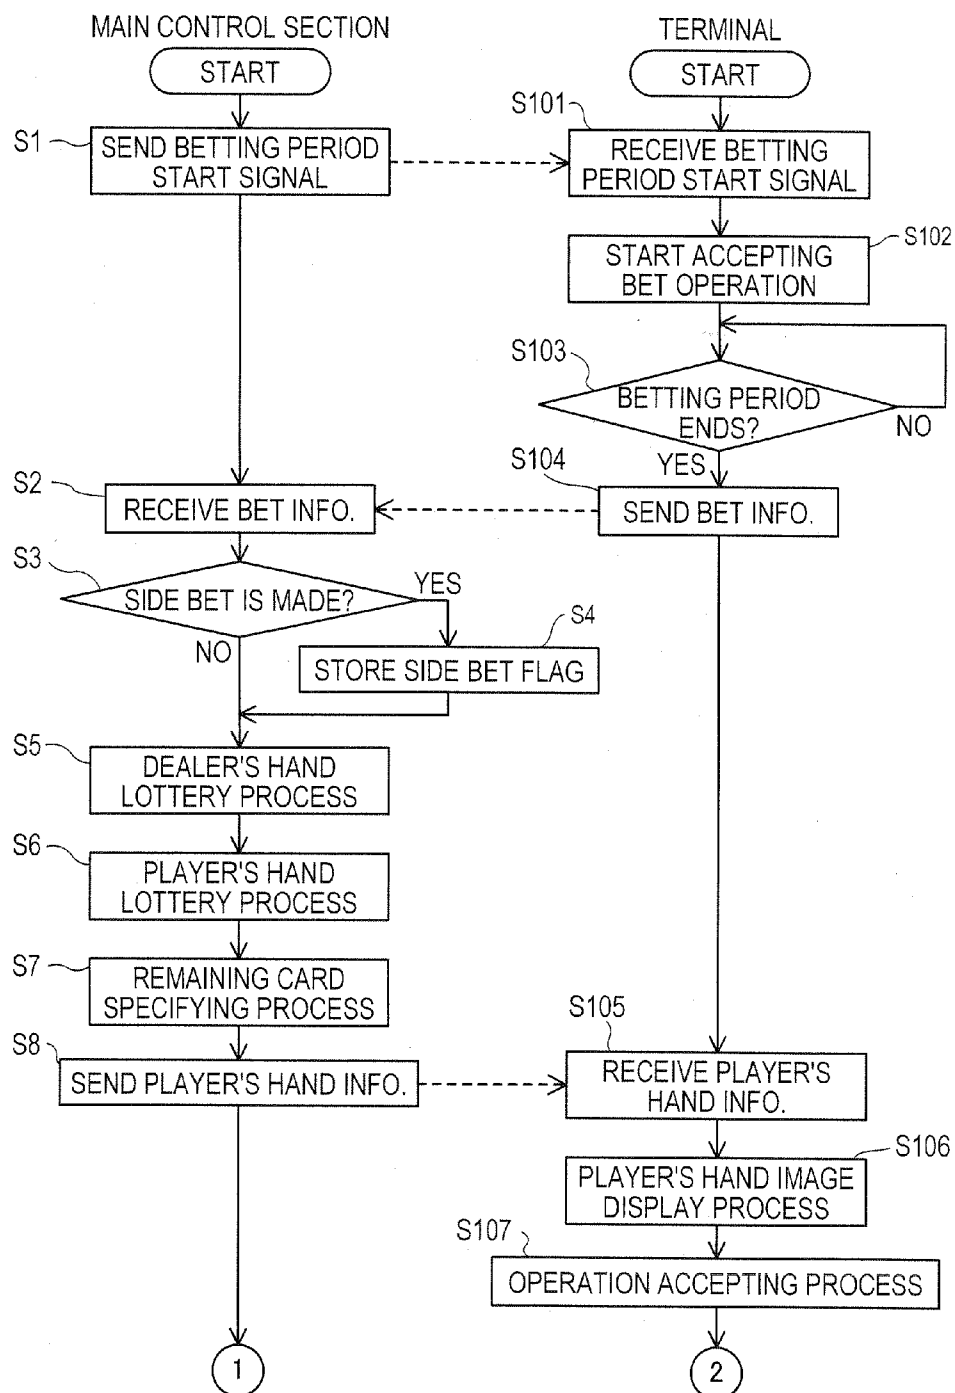 MAIN CONTROL SECTION
START
S1
SEND BETTING PERIOD
START SIGNAL
S2
RECEIVE BET INFO.
S3
SIDE BET IS MADE?
YES
NO
S4
STORE SIDE BET FLAG
S5
DEALER'S HAND
LOTTERY PROCESS
S6
PLAYER'S HAND
LOTTERY PROCESS
S7
REMAINING CARD
SPECIFYING PROCESS
S8
SEND PLAYER'S HAND INFO.
1
TERMINAL
START
S101
RECEIVE BETTING
PERIOD START SIGNAL
S102
START ACCEPTING
BET OPERATION
S103
BETTING PERIOD
ENDS?
NO
YES
S104
SEND BET INFO.
S105
RECEIVE PLAYER'S
HAND INFO.
S106
PLAYER'S HAND IMAGE
DISPLAY PROCESS
S107
OPERATION ACCEPTING PROCESS
2